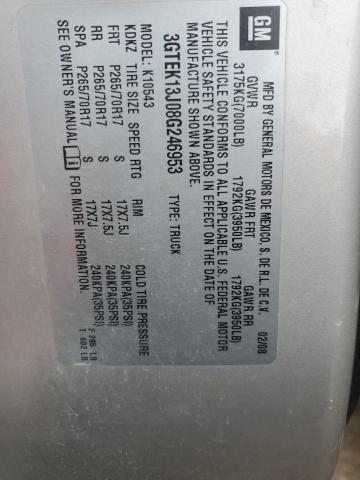 GM
MFD BY GENERAL MOTORS DE MEXICO, S. DE R.L. DE C.V. 02/08
GVWR GAWR FRT GAWR RR
3175KG(7000LB) 1792KG(3950LB) 1792KG(3950LB)
THIS VEHICLE CONFORMS TO ALL APPLICABLE U.S. FEDERAL MOTOR
VEHICLE SAFETY STANDARDS IN EFFECT ON THE DATE OF
MANUFACTURE SHOWN ABOVE.
3GTEK13J08G246953 TYPE: TRUCK
MODEL: K10543
KDKZ TIRE SIZE SPEED RTG RIM COLD TIRE PRESSURE
FRT P265/70R17 S 17X7.5J 240KPA(35PSI)
RR P265/70R17 S 17X7.5J 240KPA(35PSI)
SPA P265/70R17 S 17X7J 240KPA(35PSI)
SEE OWNER'S MANUAL i FOR MORE INFORMATION.
F 205 LB
T 602 LB